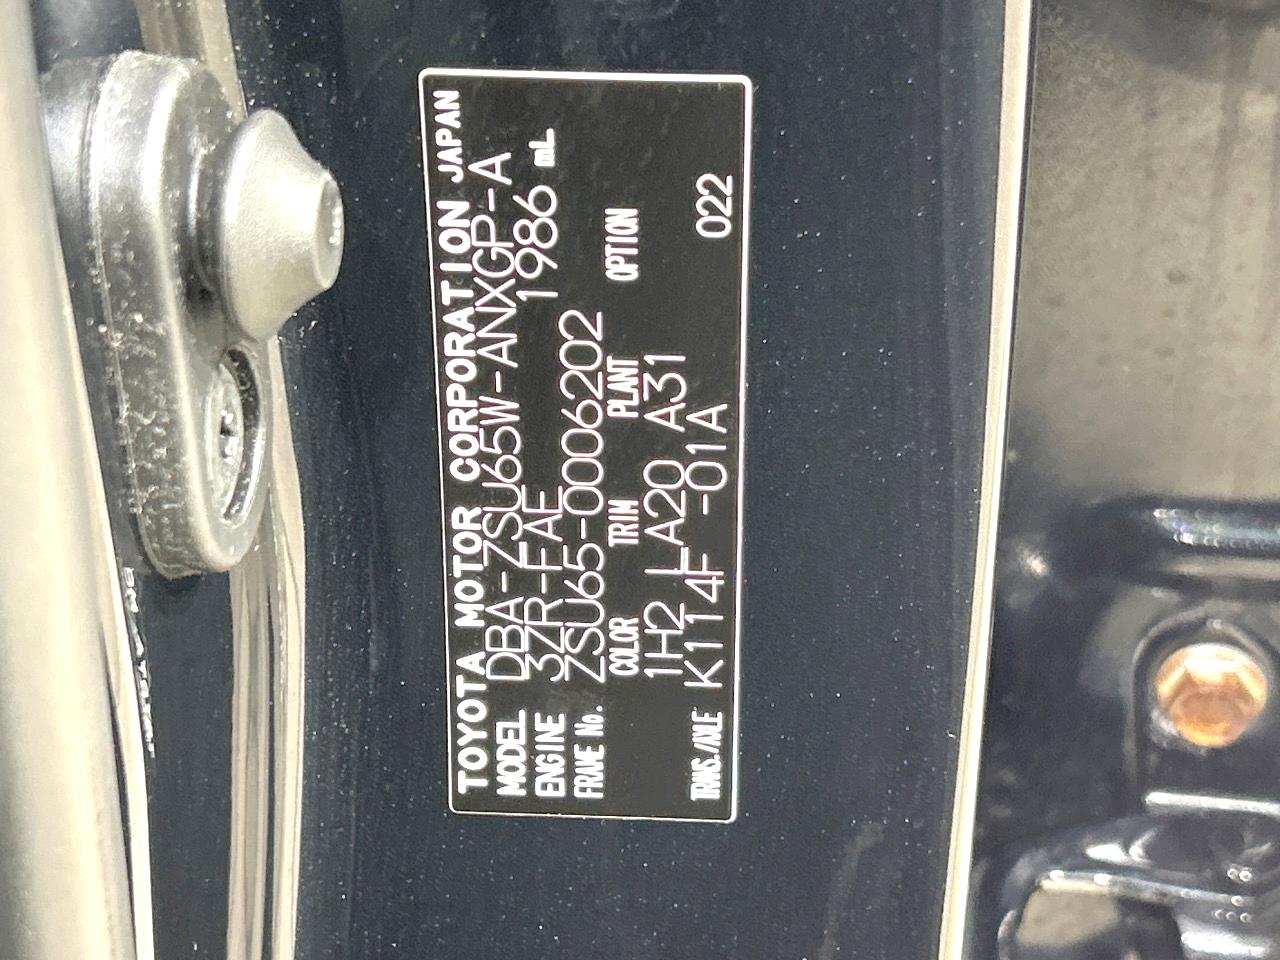 TOYOTA MOTOR CORPORATION JAPAN
MODEL DBA-ZSU65W-ANXGP-A
ENGINE 3ZR-FAE 1986 mL
FRAME No. ZSU65-0006202
COLOR TRIM PLANT OPTION
1H2 LA20 A31
TRANS./AXLE K114F -01A 022